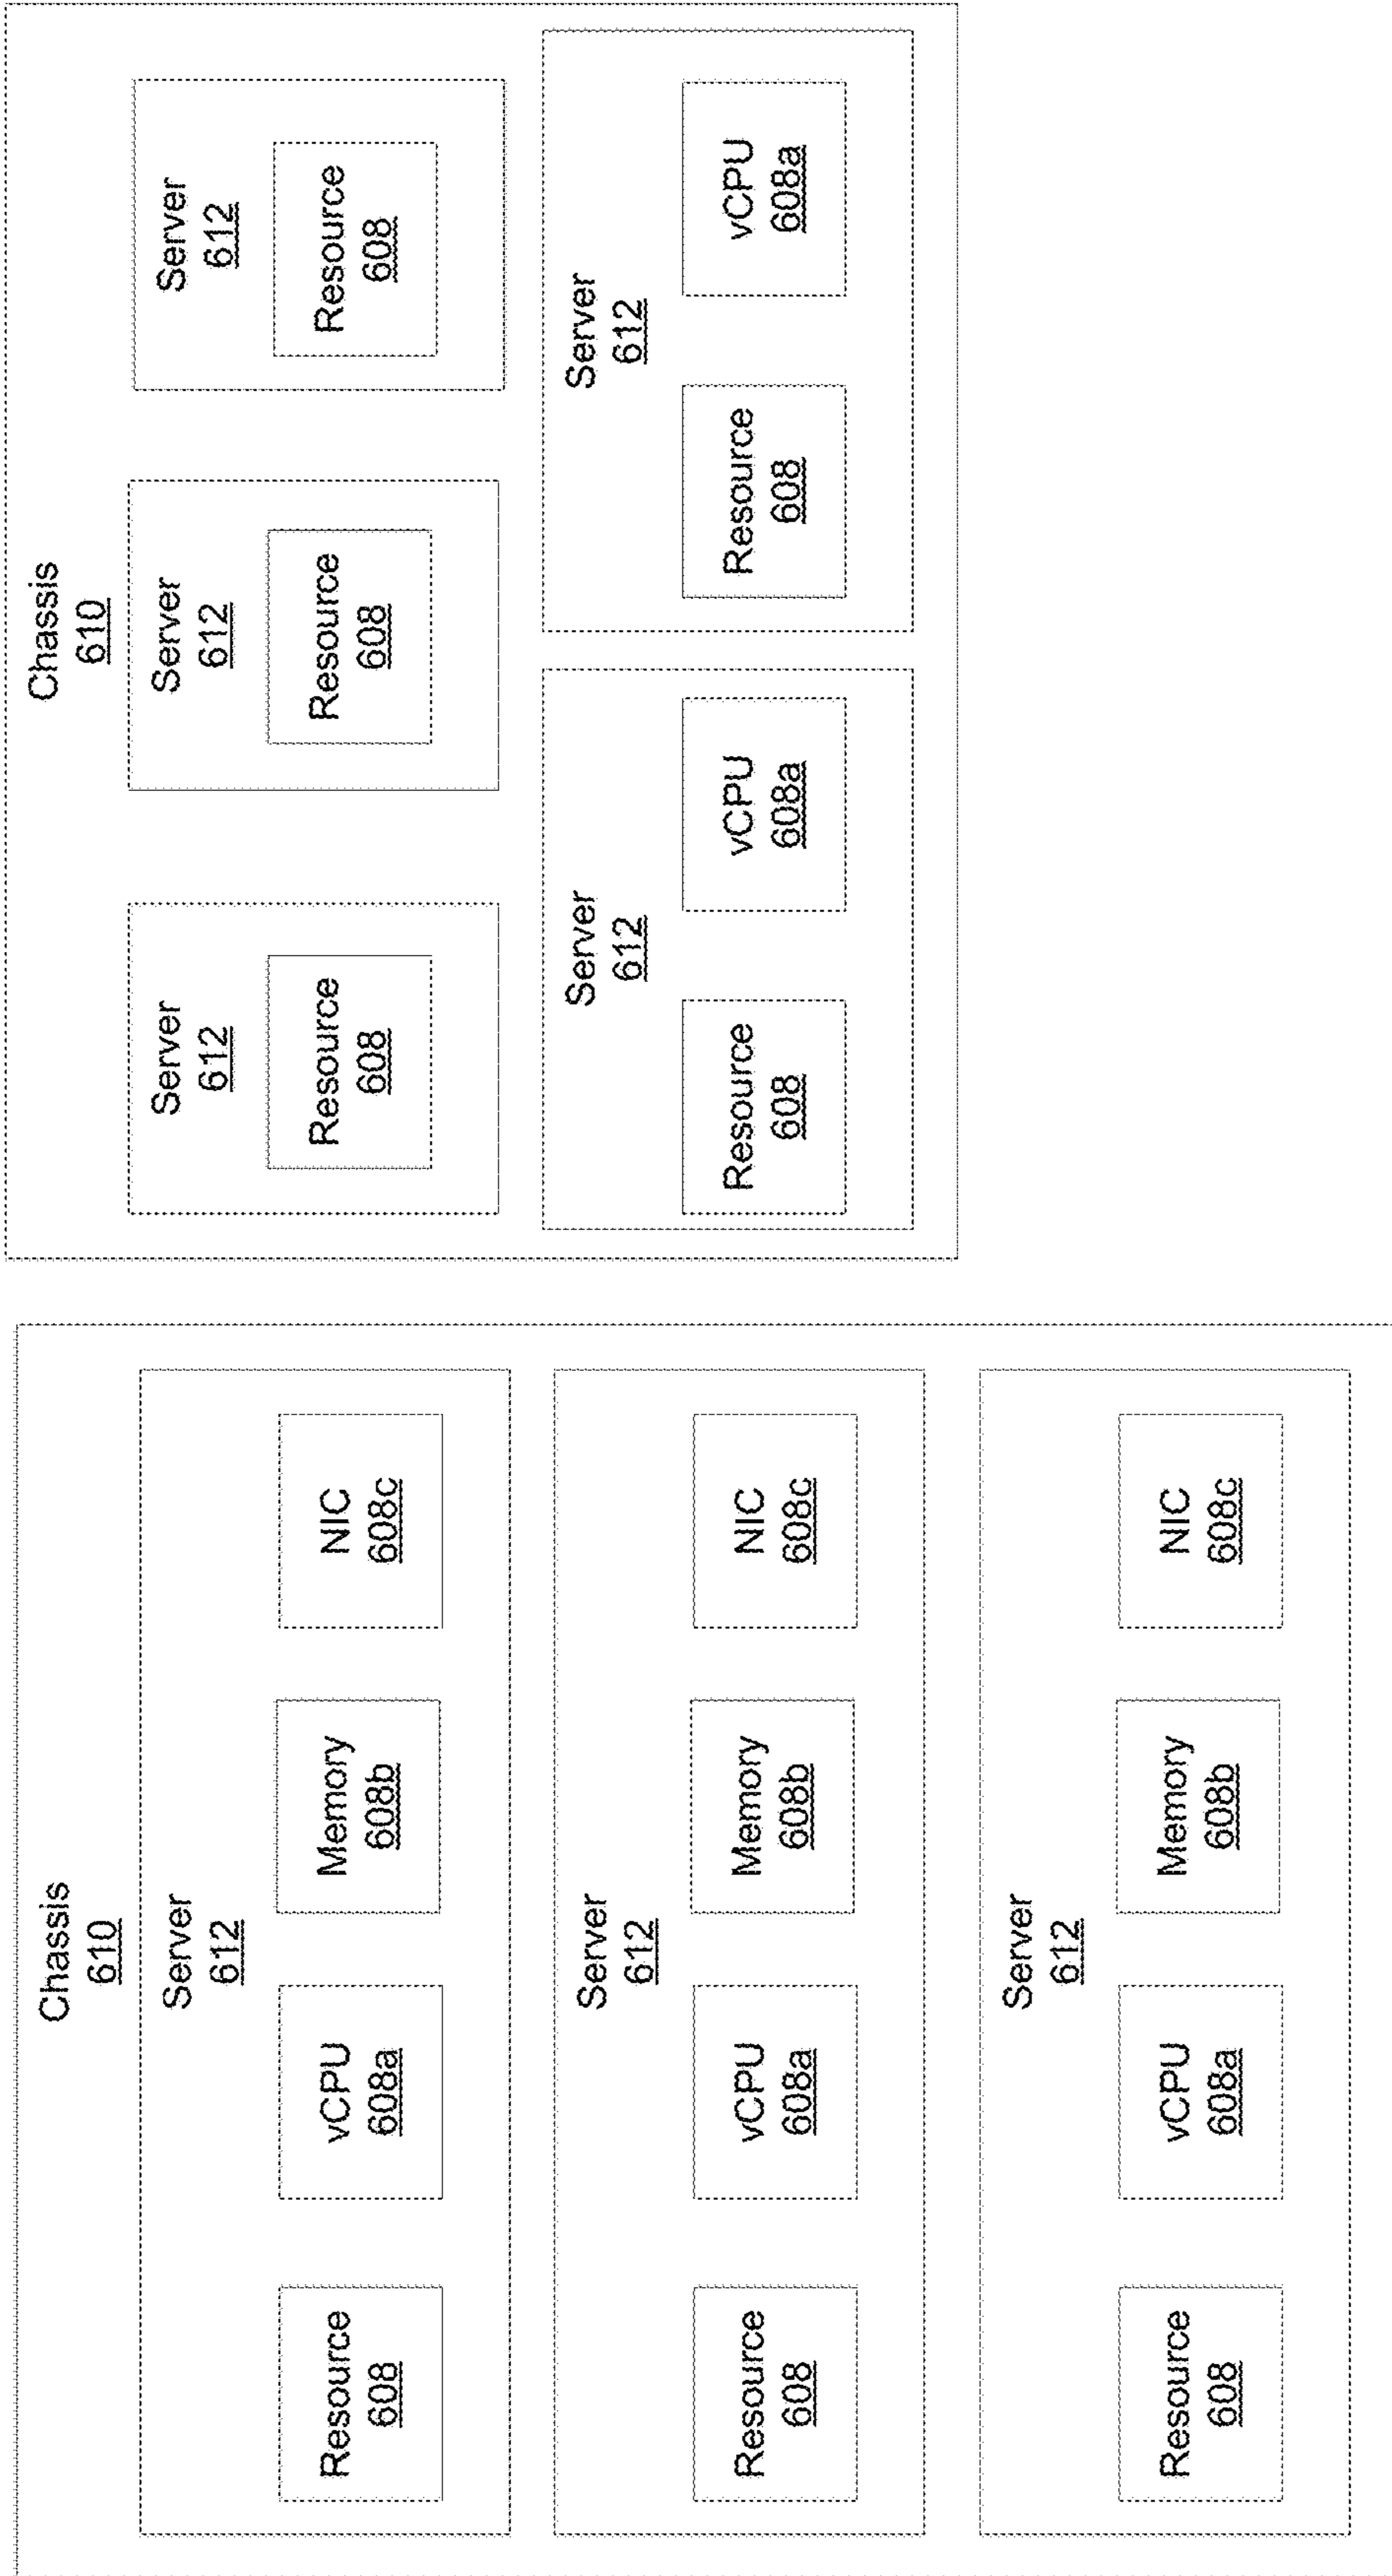 Chassis
610
Server
612
Resource
608
vCPU
608a
Memory
608b
NIC
608c
Server
612
Resource
608
vCPU
608a
Memory
608b
NIC
608c
Server
612
Resource
608
vCPU
608a
Memory
608b
NIC
608c
Chassis
610
Server
612
Resource
608
Server
612
Resource
608
Server
612
Resource
608
Server
612
Resource
608
vCPU
608a
Server
612
Resource
608
vCPU
608a